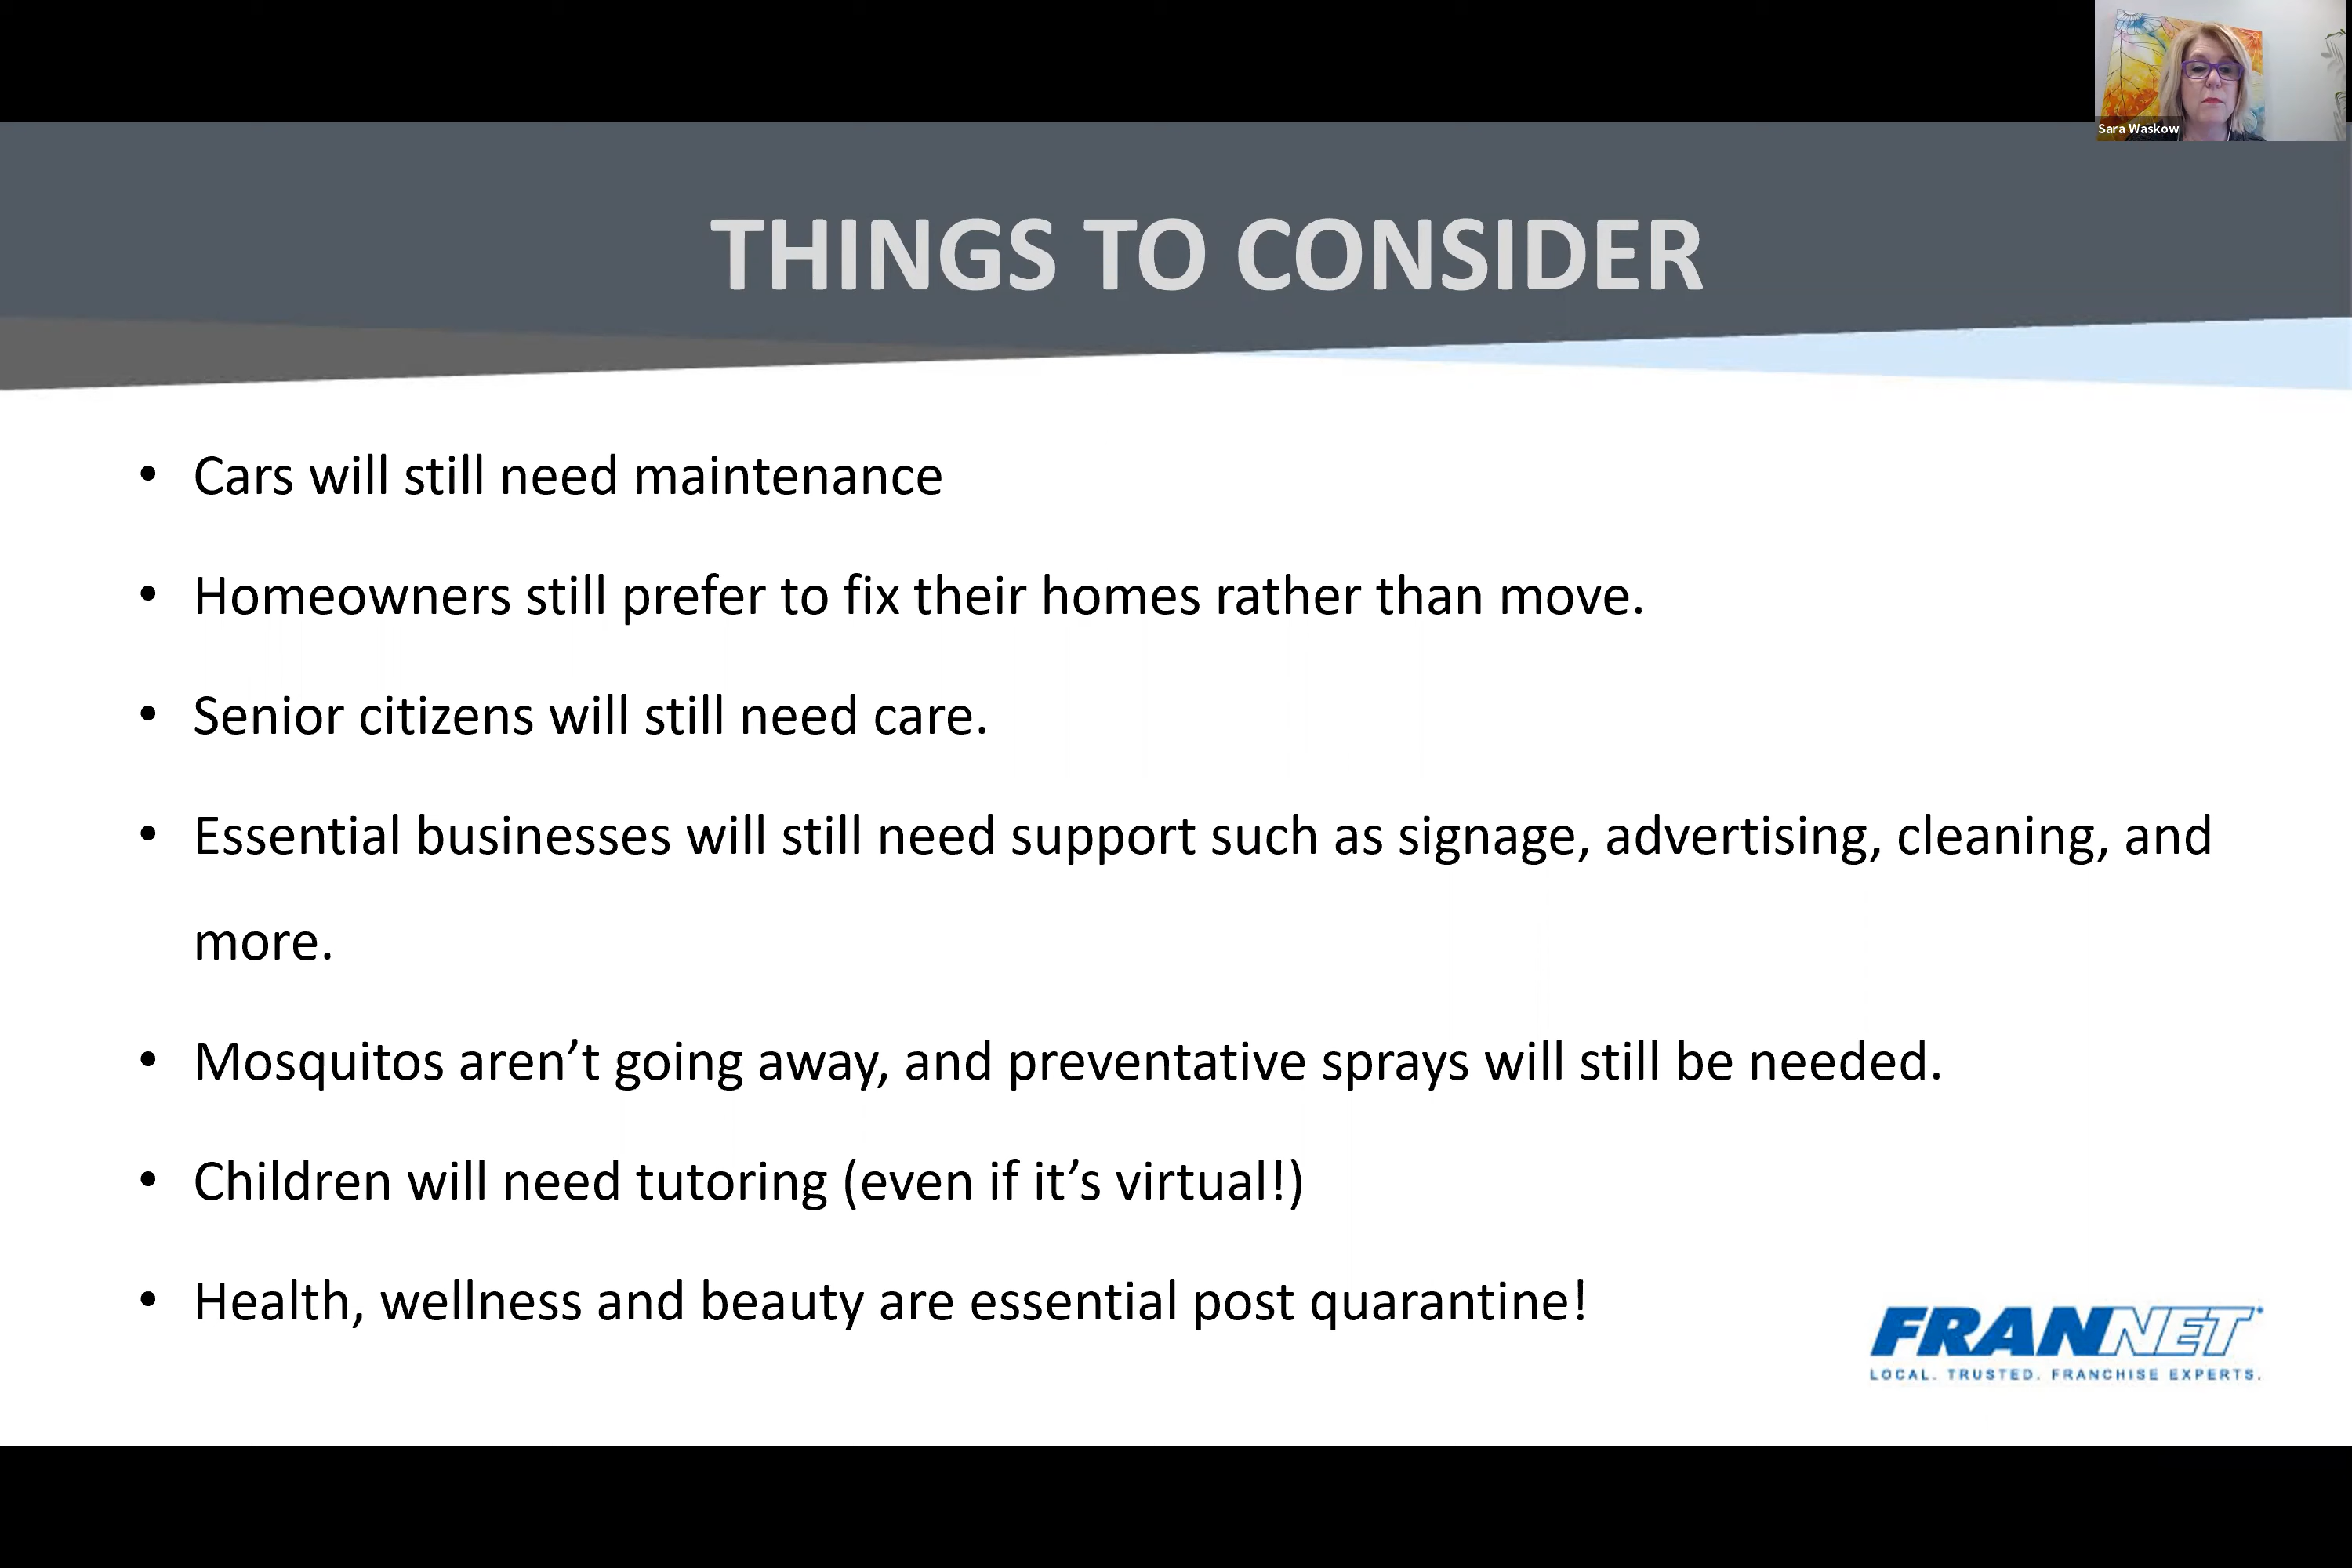 Sara Waskow
THINGS TO CONSIDER
• Cars will still need maintenance
• Homeowners still prefer to fix their homes rather than move.
• Senior citizens will still need care.
• Essential businesses will still need support such as signage, advertising, cleaning, and
more.
• Mosquitos aren’t going away, and preventative sprays will still be needed.
• Children will need tutoring (even if it’s virtual!)
• Health, wellness and beauty are essential post quarantine!
FRANNET
LOCAL. TRUSTED. FRANCHISE EXPERTS.